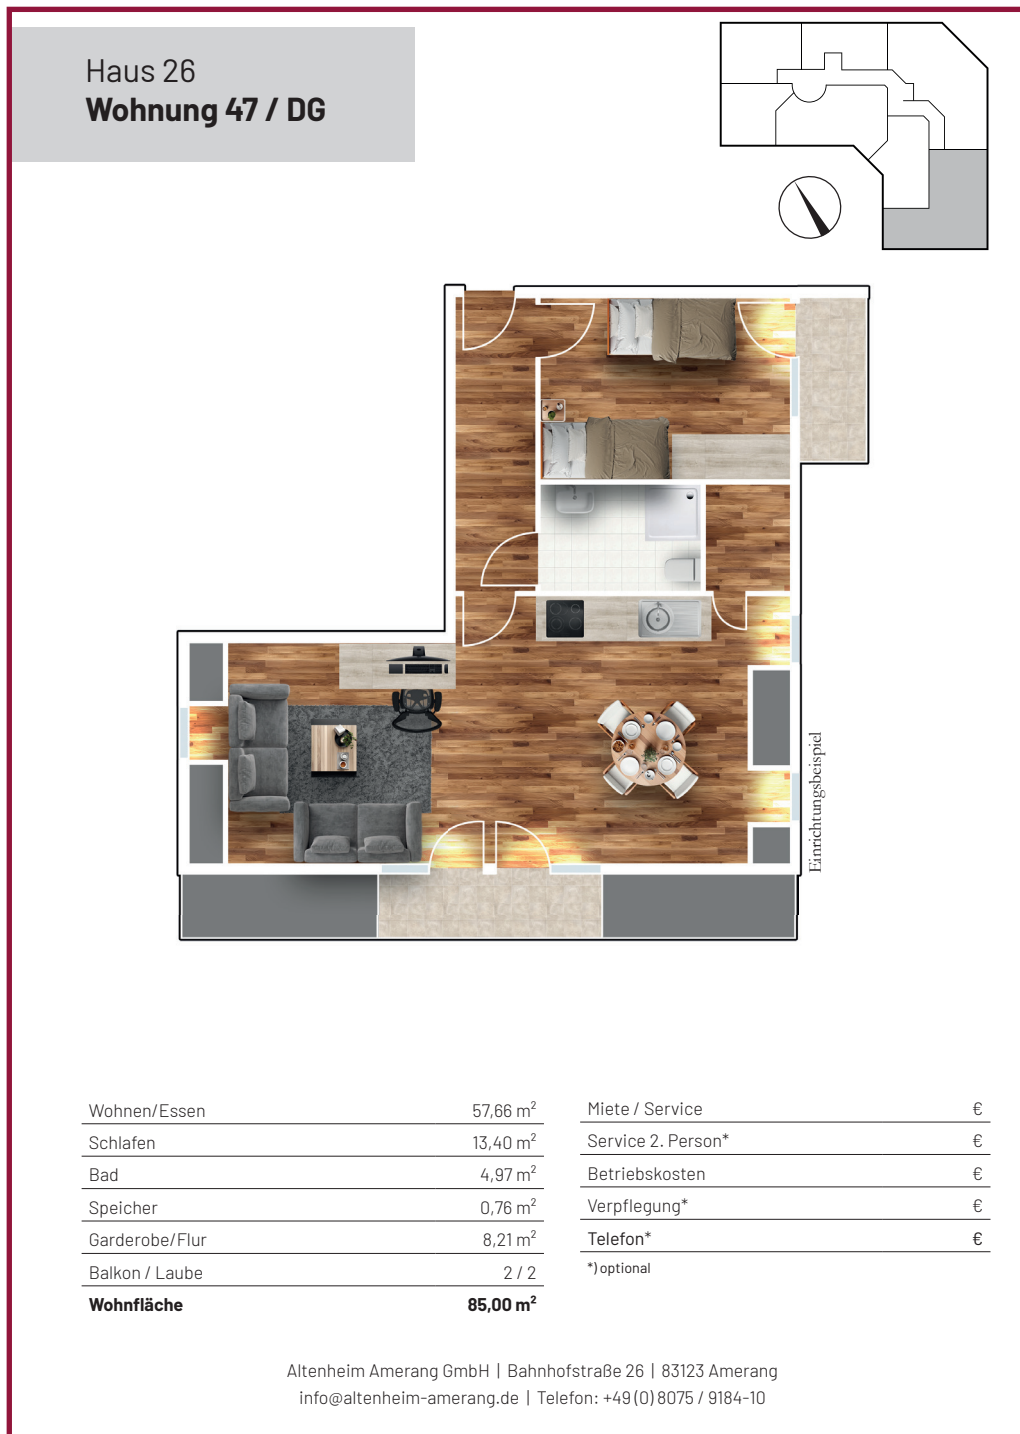 Haus 26
Wohnung 47 / DG
Einrichtungsbeispiel
Wohnen/Essen 57,66 m²
Schlafen 13,40 m²
Bad 4,97 m²
Speicher 0,76 m²
Garderobe/Flur 8,21 m²
Balkon / Laube 2 / 2
Wohnfläche 85,00 m²
Miete / Service €
Service 2. Person* €
Betriebskosten €
Verpflegung* €
Telefon* €
*) optional
Altenheim Amerang GmbH | Bahnhofstraße 26 | 83123 Amerang
info@altenheim-amerang.de | Telefon: +49 (0) 8075 / 9184-10